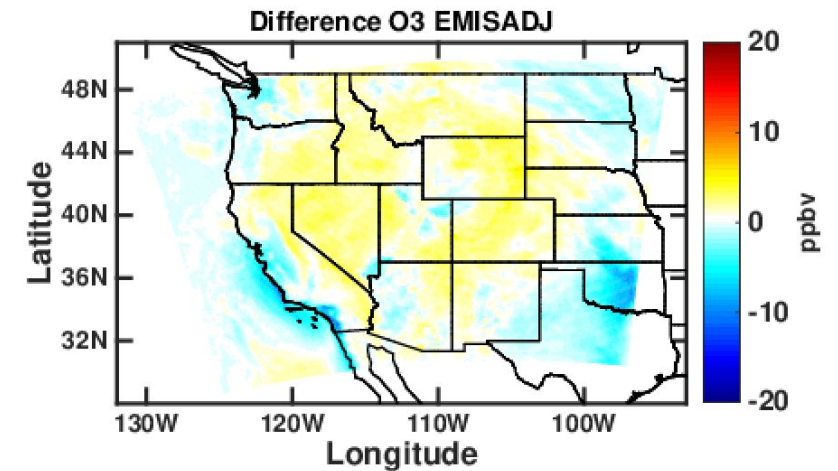 Difference O3 EMISADJ
48N
44N
40N
36N
32N
Latitude
130W 120W 110W 100W
Longitude
20
10
0
-10
-20
ppbv